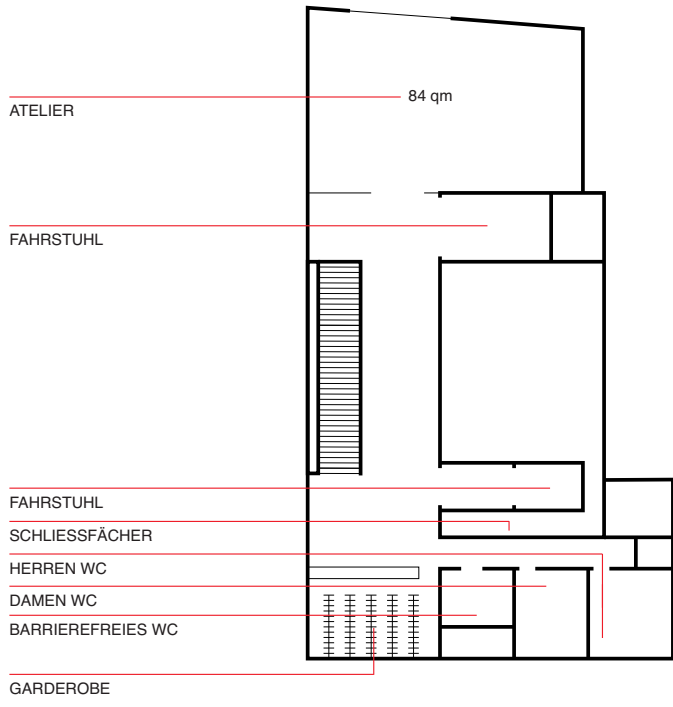 84 qm
ATELIER
FAHRSTUHL
FAHRSTUHL
SCHLIESSFÄCHER
HERREN WC
DAMEN WC
BARRIEREFREIES WC
GARDEROBE